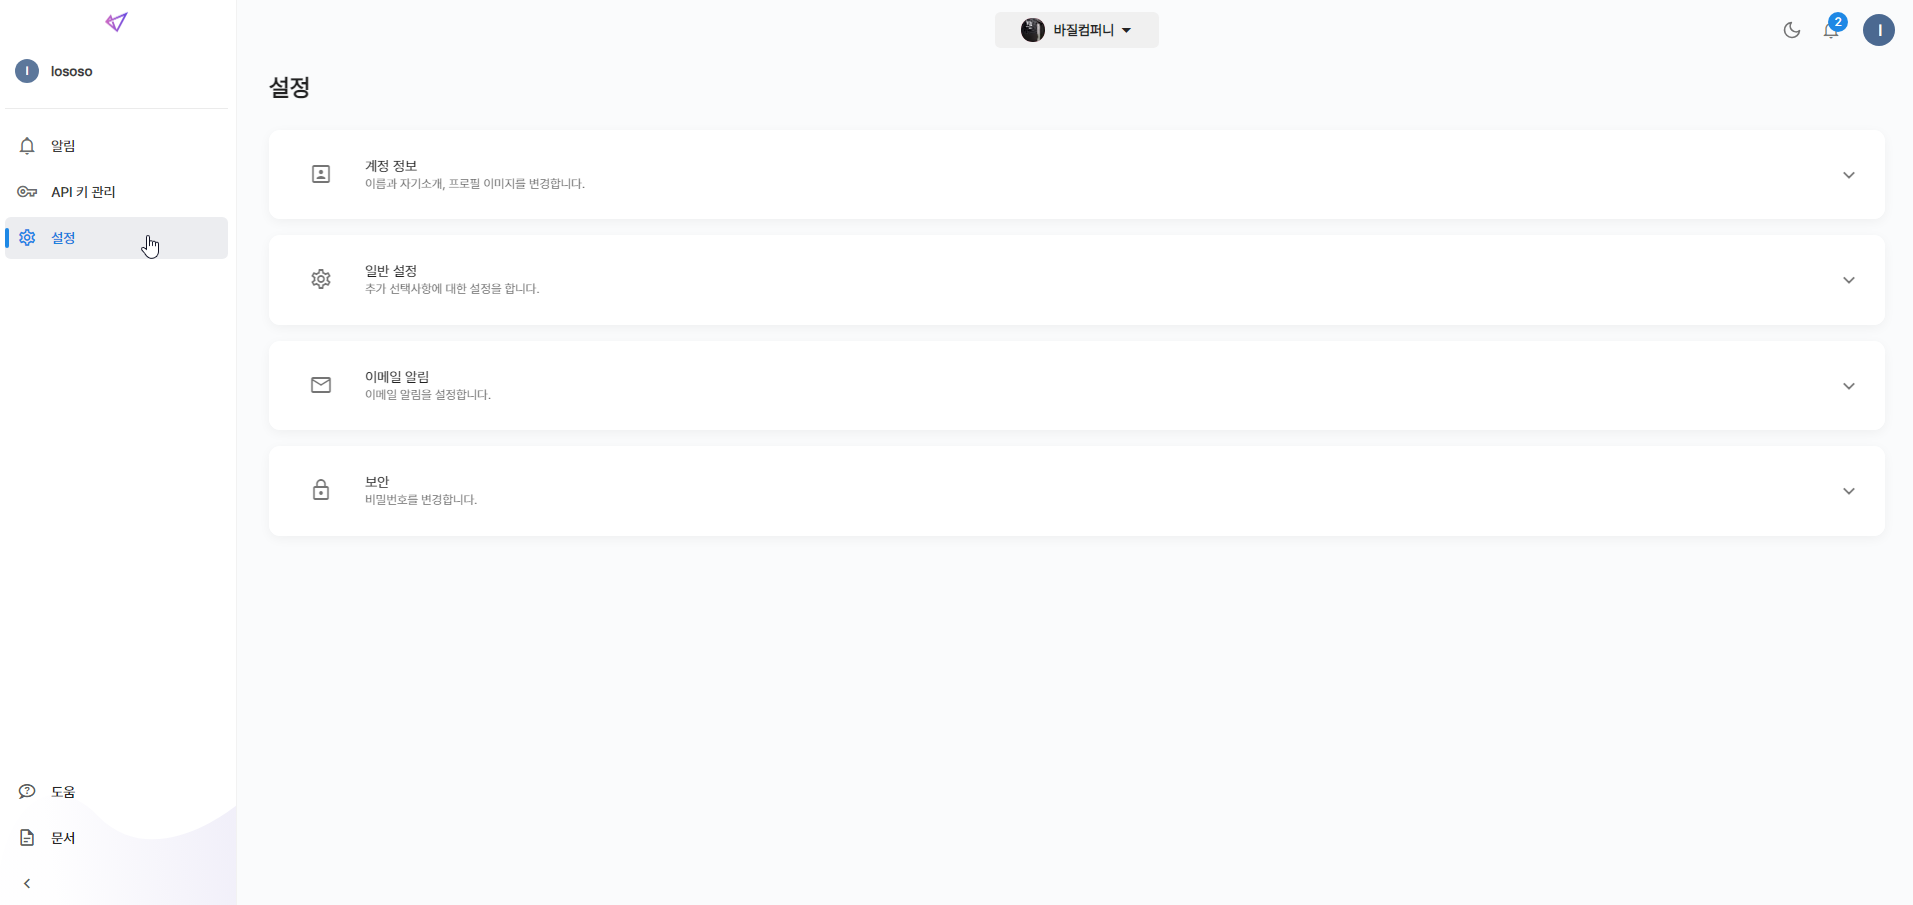 바질컴퍼니
2
I
I
lososo
설정
알림
API 키 관리
설정
계정 정보
이름과 자기소개, 프로필 이미지를 변경합니다.
일반 설정
추가 선택사항에 대한 설정을 합니다.
이메일 알림
이메일 알림을 설정합니다.
보안
비밀번호를 변경합니다.
도움
문서